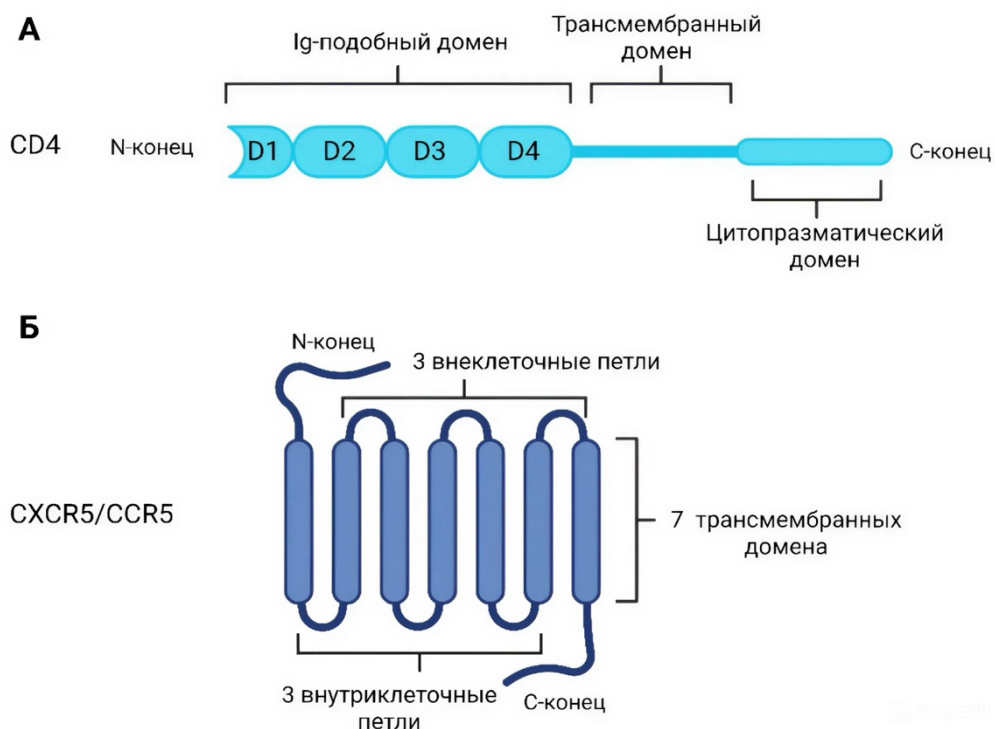 А
Ig-подобный домен
Трансмембранный
домен
CD4
N-конец
D1
D2
D3
D4
C-конец
Цитопразматический
домен
Б
N-конец
3 внеклеточные петли
CXCR5/CCR5
7 трансмембранных
домена
3 внутриклеточные
петли
C-конец